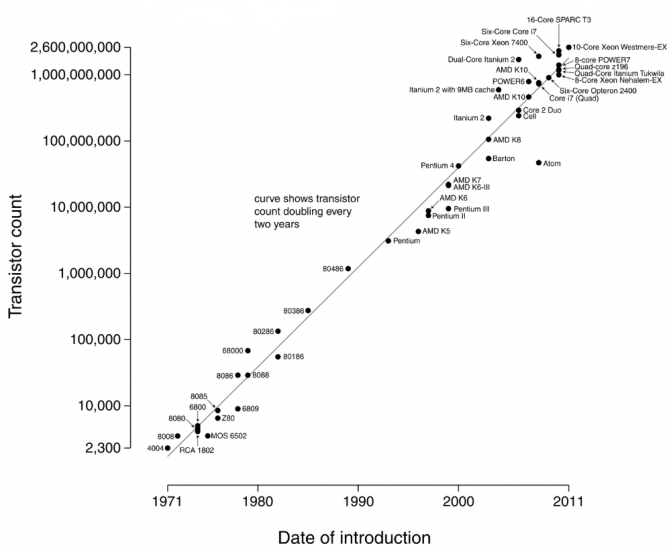 16-Core SPARC T3
Six-Core Core i7
Six-Core Xeon 7400
10-Core Xeon Westmere-EX
Dual-Core Itanium 2
8-core POWER7
Quad-core z196
AMD K10
Quad-Core Itanium Tukwila
POWER6
8-Core Xeon Nehalem-EX
Itanium 2 with 9MB cache
Six-Core Opteron 2400
AMD K10
Core i7 (Quad)
Core 2 Duo
Itanium 2
Cell
AMD K8
Barton
Pentium 4
Atom
AMD K7
AMD K6-III
curve shows transistor
count doubling every
two years
AMD K6
Pentium III
Pentium II
AMD K5
Pentium
80486
80386
80286
68000
80186
8086
8088
8085
6800
6809
8080
Z80
8008
MOS 6502
4004
RCA 1802
2,600,000,000
1,000,000,000
100,000,000
10,000,000
1,000,000
100,000
10,000
2,300
Transistor count
1971
1980
1990
2000
2011
Date of introduction